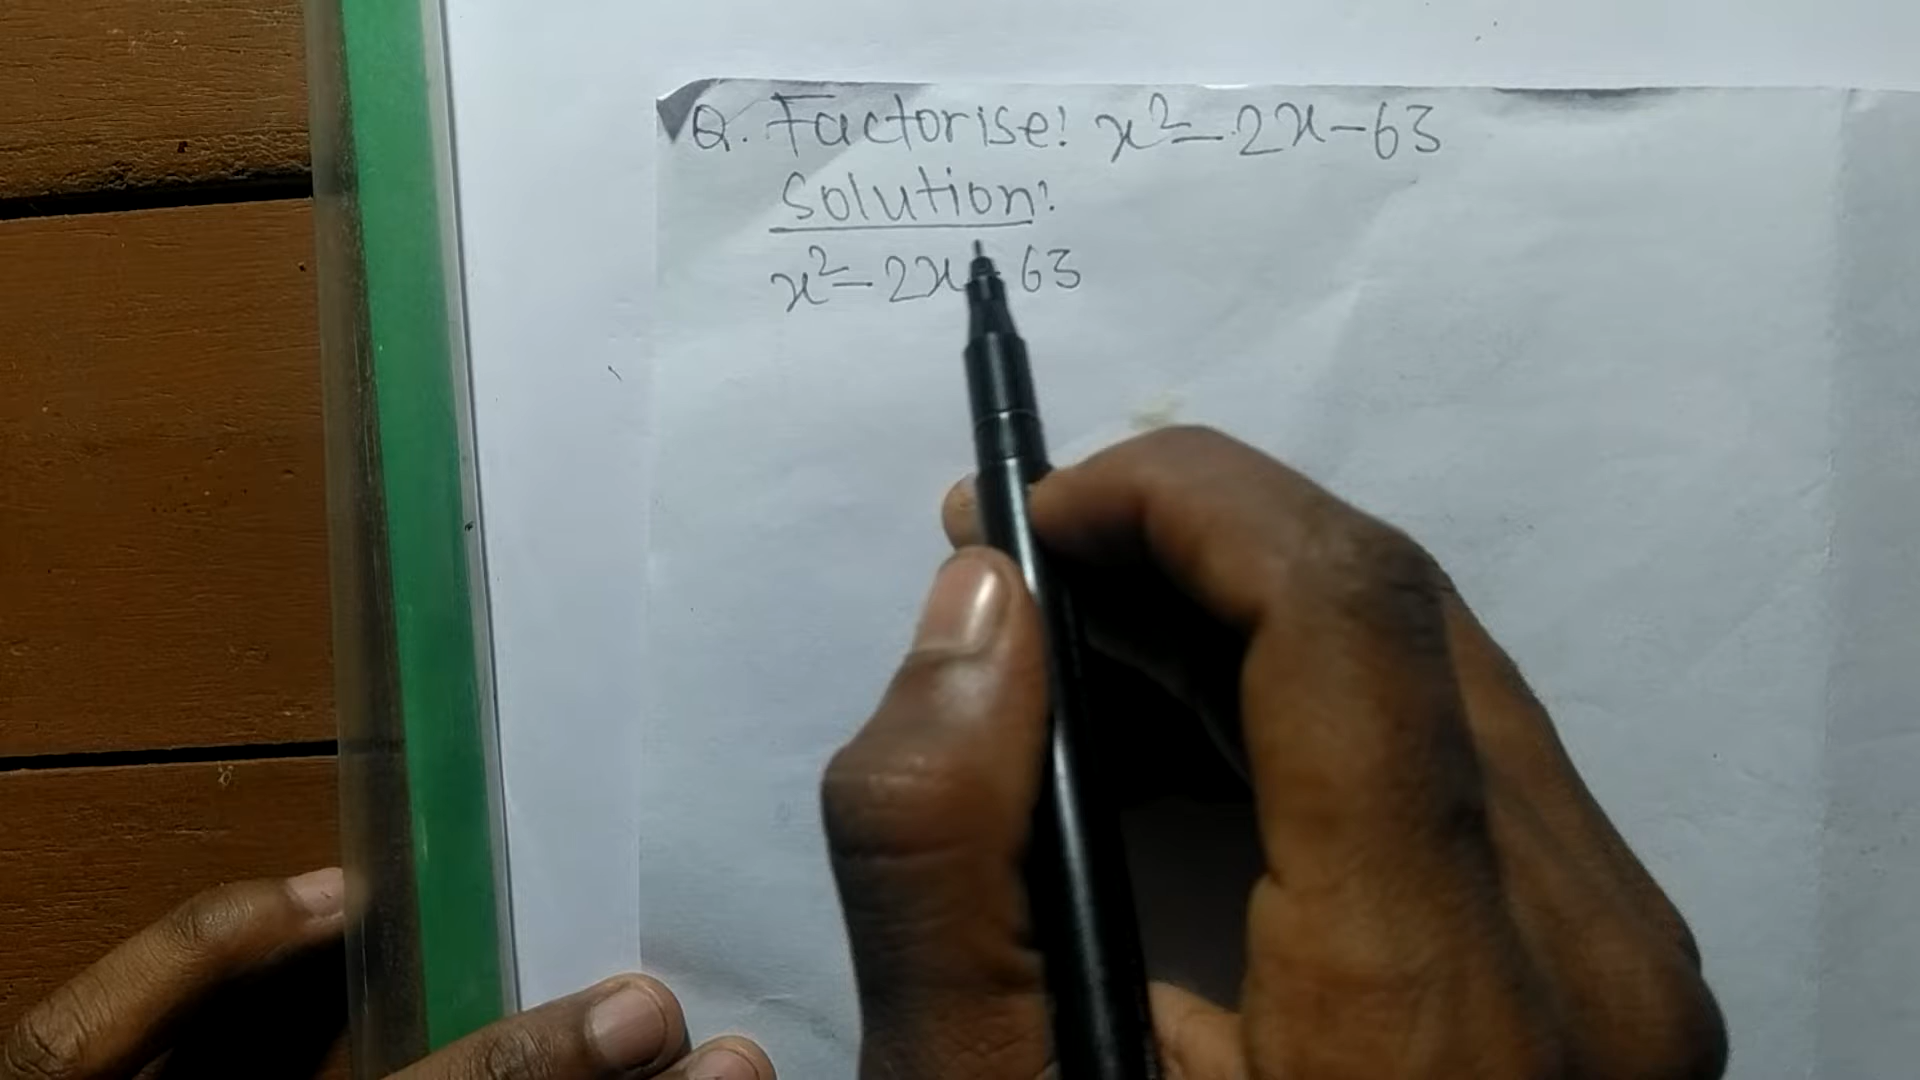 Q. Factorise: x² - 2x - 63
Solution:
x² - 2x - 63